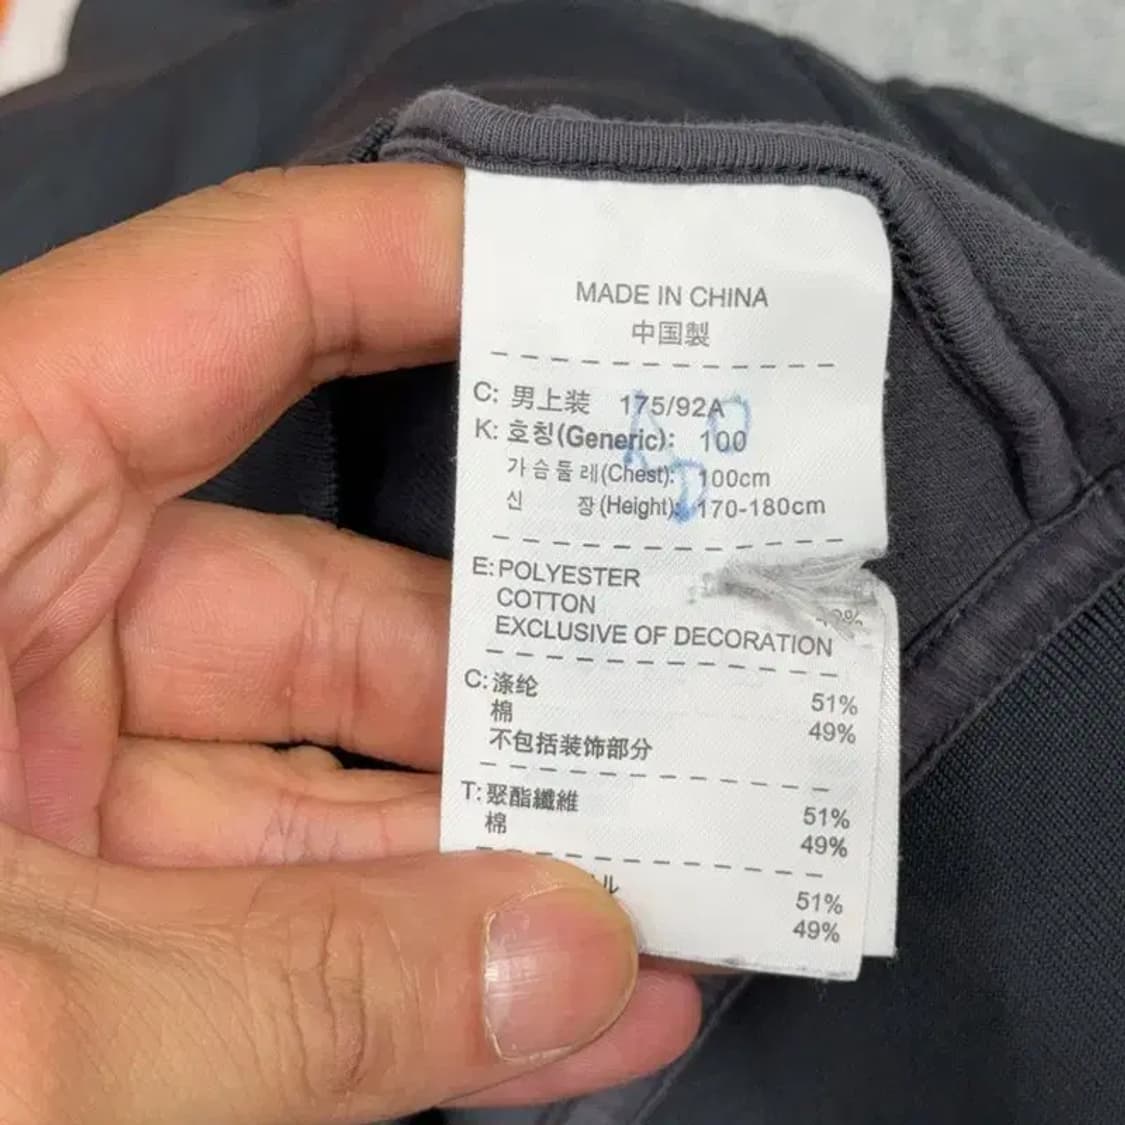 MADE IN CHINA
中国製
C: 男上装 175/92A
K: 호칭(Generic): 100
가슴둘레(Chest): 100cm
신 장(Height): 170-180cm
E: POLYESTER
COTTON
EXCLUSIVE OF DECORATION
C: 涤纶 51%
棉 49%
不包括装饰部分
T: 聚酯纖維 51%
棉 49%
ル 51%
49%